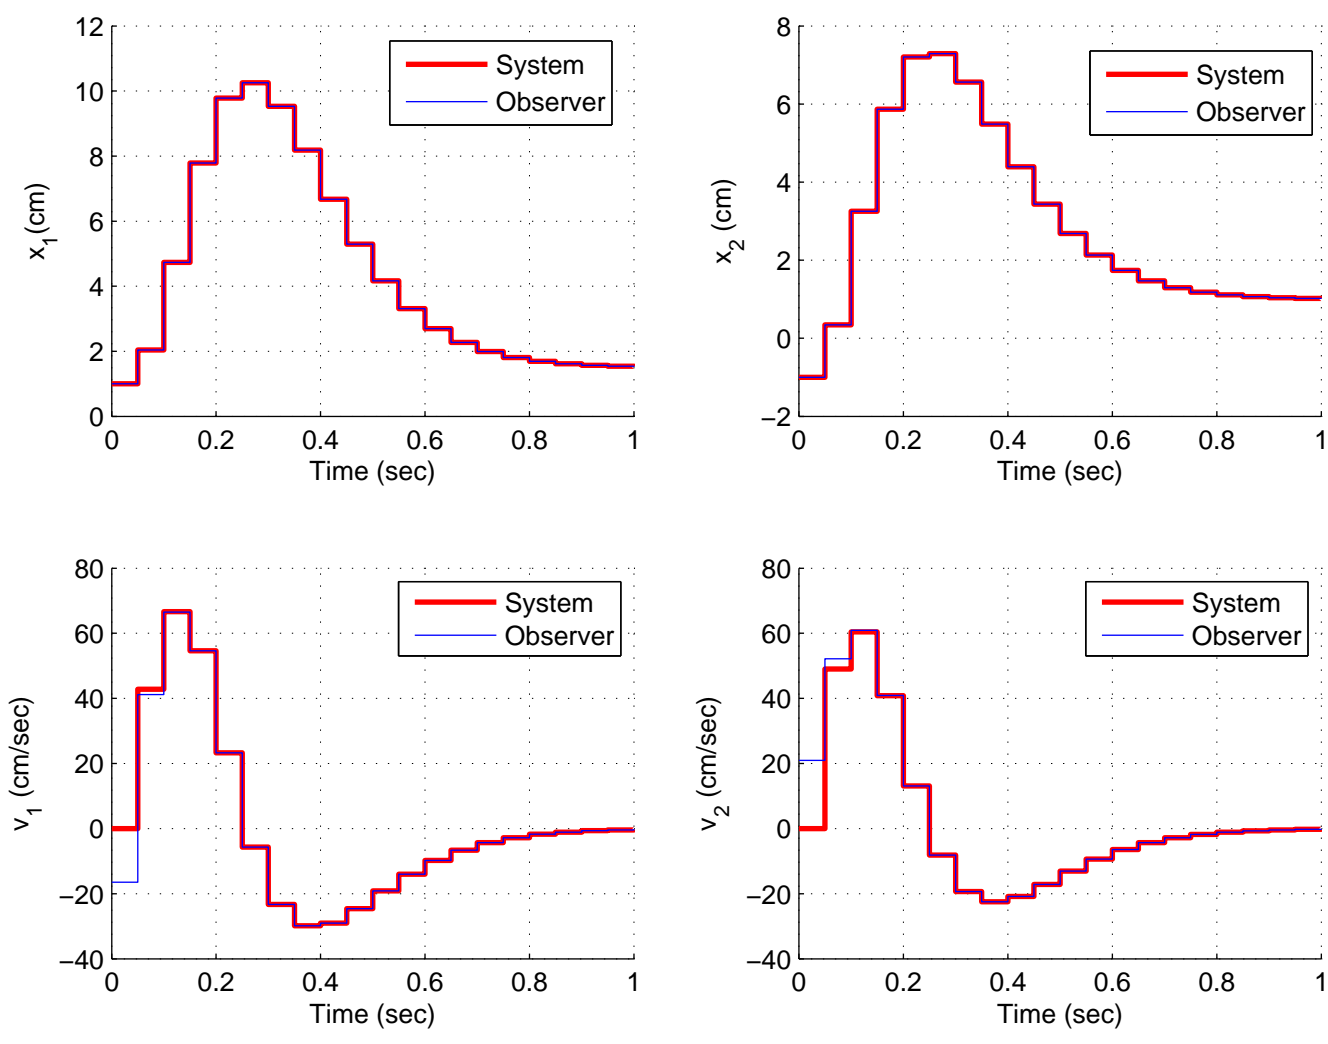 12
10
8
6
4
2
0
x1(cm)
System
Observer
0 0.2 0.4 0.6 0.8 1
Time (sec)
8
6
4
2
0
−2
x2 (cm)
System
Observer
0 0.2 0.4 0.6 0.8 1
Time (sec)
80
60
40
20
0
−20
−40
v1 (cm/sec)
System
Observer
0 0.2 0.4 0.6 0.8 1
Time (sec)
80
60
40
20
0
−20
−40
v2 (cm/sec)
System
Observer
0 0.2 0.4 0.6 0.8 1
Time (sec)